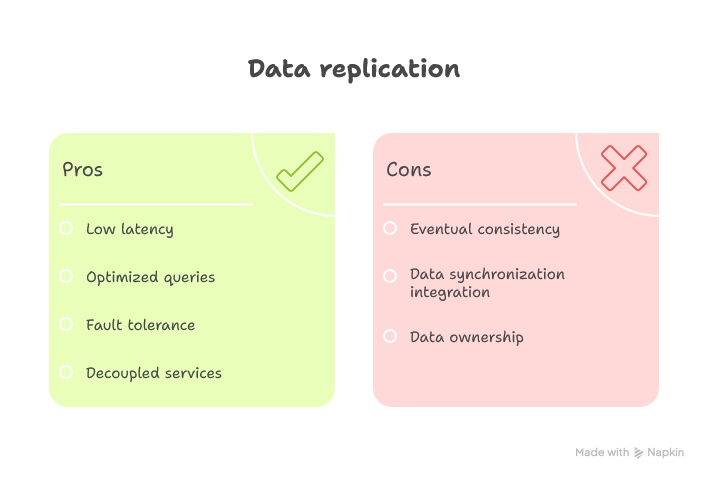 Data replication
Pros
Low latency
Optimized queries
Fault tolerance
Decoupled services
Cons
Eventual consistency
Data synchronization
integration
Data ownership
Made with Napkin